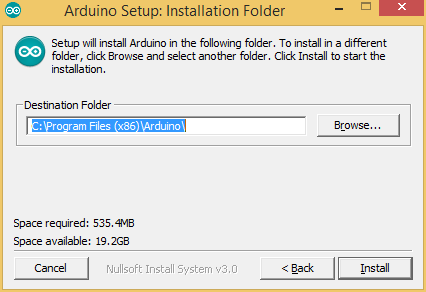 Arduino Setup: Installation Folder
Setup will install Arduino in the following folder. To install in a different
folder, click Browse and select another folder. Click Install to start the
installation.
Destination Folder
C:\Program Files (x86)\Arduino\
Browse...
Space required: 535.4MB
Space available: 19.2GB
Cancel
Nullsoft Install System v3.0
< Back
Install